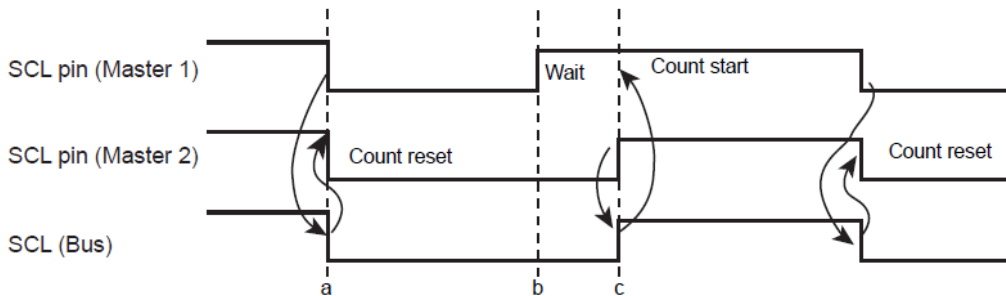 SCL pin (Master 1)
Wait
Count start
SCL pin (Master 2)
Count reset
Count reset
SCL (Bus)
a
b
c